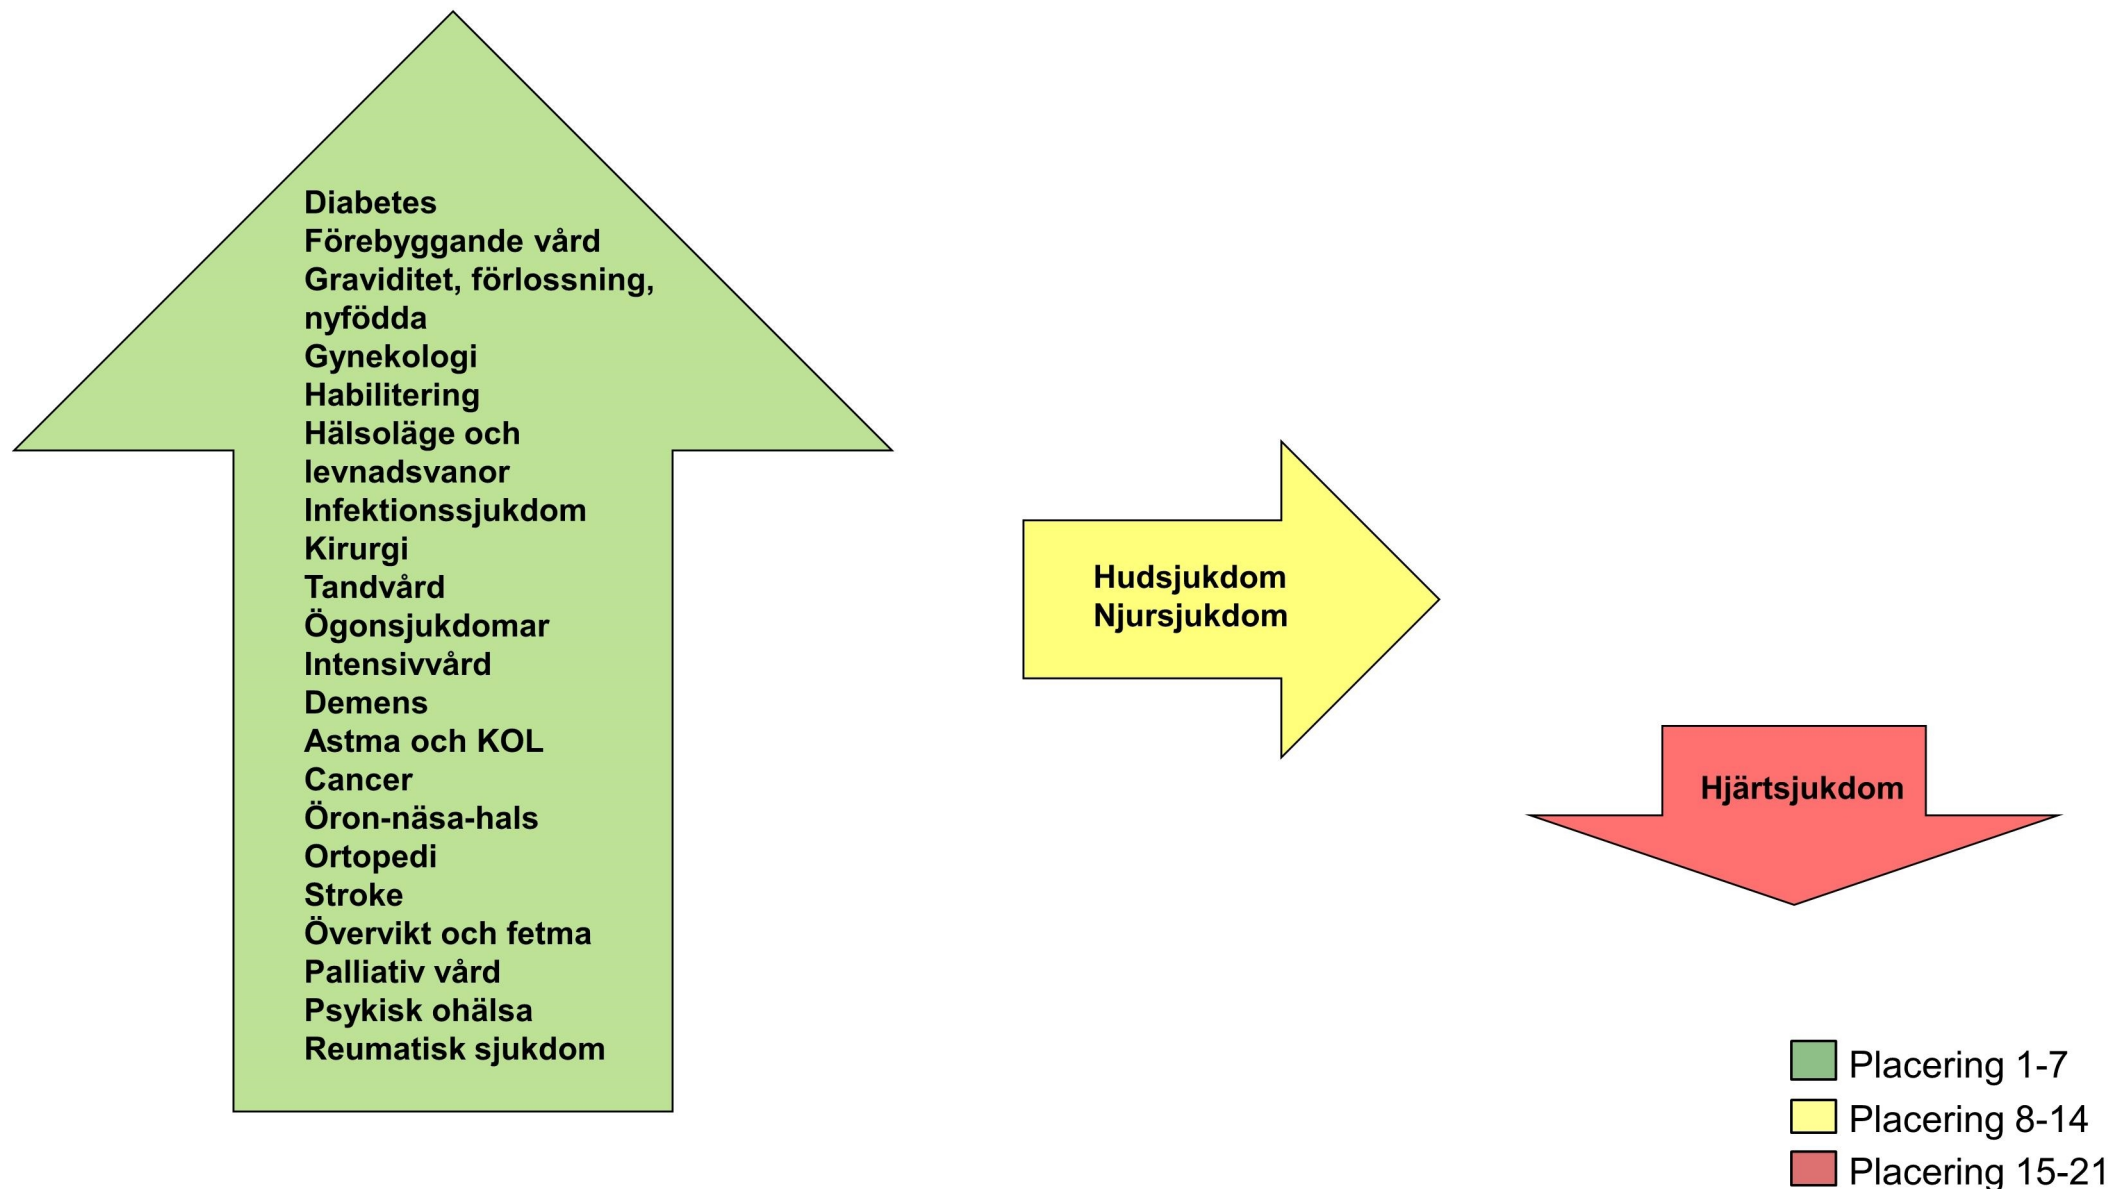 Diabetes
Förebyggande vård
Graviditet, förlossning,
nyfödda
Gynekologi
Habilitering
Hälsoläge och
levnadsvanor
Infektionssjukdom
Kirurgi
Tandvård
Ögonsjukdomar
Intensivvård
Demens
Astma och KOL
Cancer
Öron-näsa-hals
Ortopedi
Stroke
Övervikt och fetma
Palliativ vård
Psykisk ohälsa
Reumatisk sjukdom
Hudsjukdom
Njursjukdom
Hjärtsjukdom
Placering 1-7
Placering 8-14
Placering 15-21